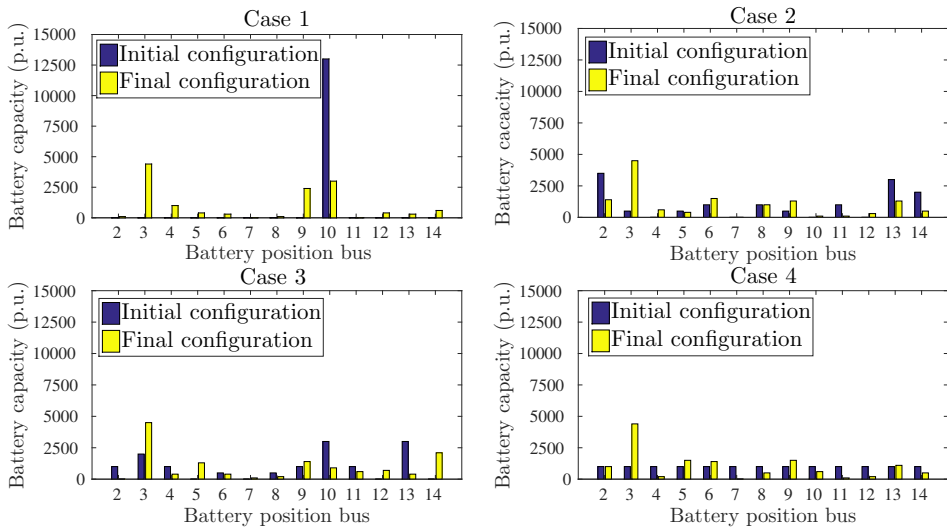 Case 1
Battery capacity (p.u.)
15000
12500
10000
7500
5000
2500
0
Initial configuration
Final configuration
2 3 4 5 6 7 8 9 10 11 12 13 14
Battery position bus
Case 2
Battery cacacity (p.u.)
15000
12500
10000
7500
5000
2500
0
Initial configuration
Final configuration
2 3 4 5 6 7 8 9 10 11 12 13 14
Battery position bus
Case 3
Battery capacity (p.u.)
15000
12500
10000
7500
5000
2500
0
Initial configuration
Final configuration
2 3 4 5 6 7 8 9 10 11 12 13 14
Battery position bus
Case 4
Battery capacity (p.u.)
15000
12500
10000
7500
5000
2500
0
Initial configuration
Final configuration
2 3 4 5 6 7 8 9 10 11 12 13 14
Battery position bus